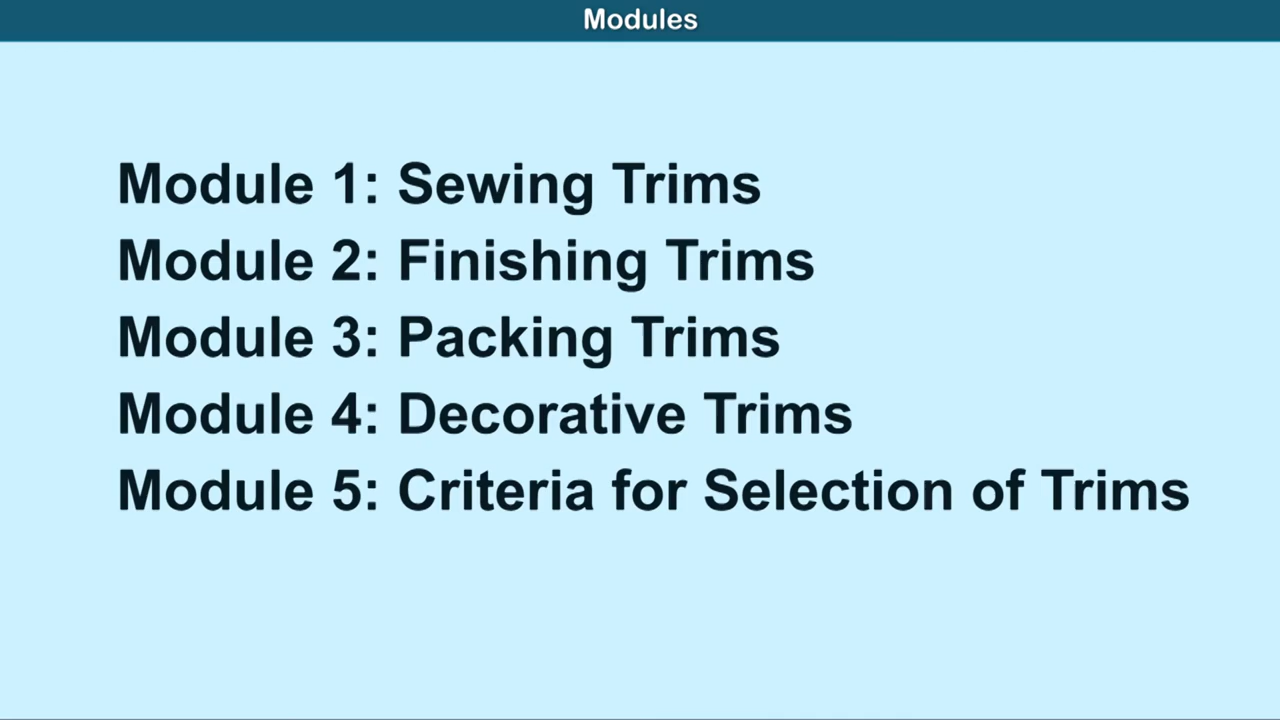 Modules
Module 1: Sewing Trims
Module 2: Finishing Trims
Module 3: Packing Trims
Module 4: Decorative Trims
Module 5: Criteria for Selection of Trims